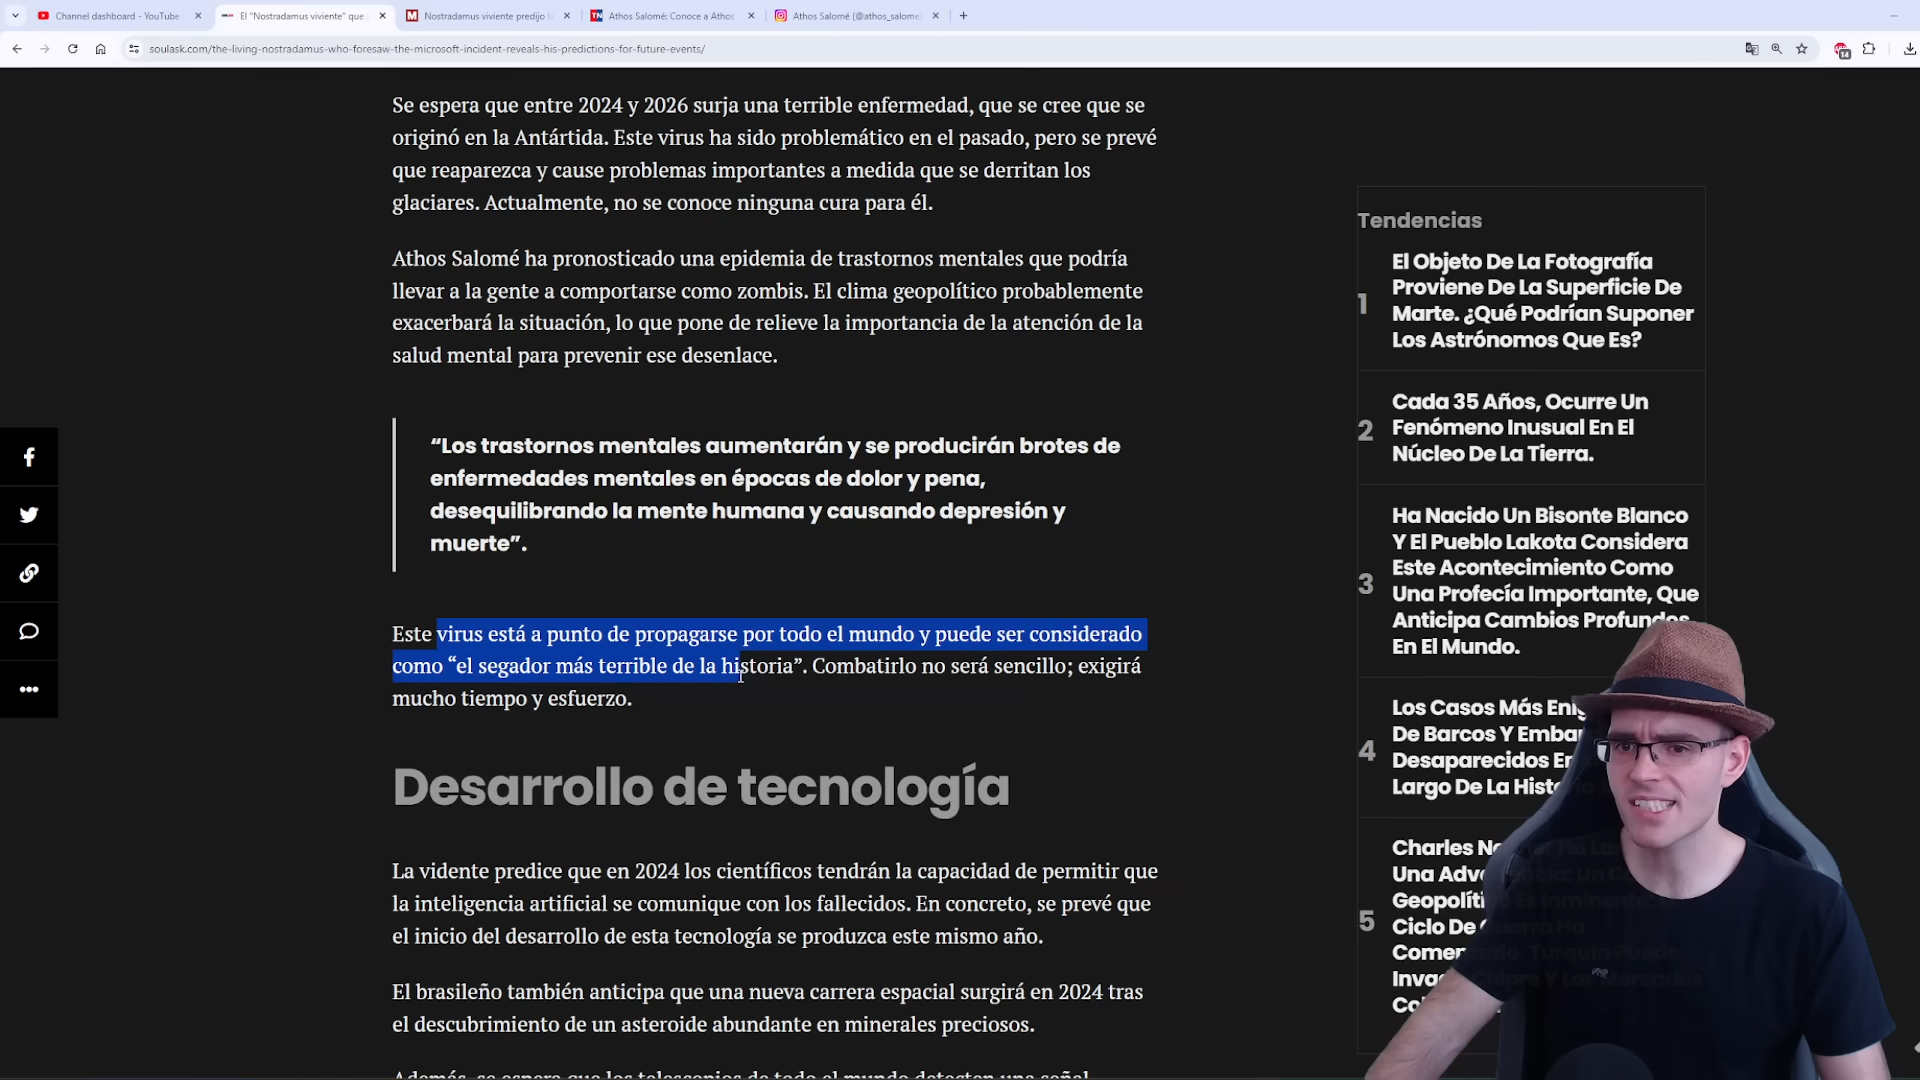 Channel dashboard - YouTube
El "Nostradamus viviente" que
Nostradamus viviente predijo l
Athos Salomé: Conoce a Athos
Athos Salomé (@athos_salome
soulask.com/the-living-nostradamus-who-foresaw-the-microsoft-incident-reveals-his-predictions-for-future-events/
14
Se espera que entre 2024 y 2026 surja una terrible enfermedad, que se cree que se
originó en la Antártida. Este virus ha sido problemático en el pasado, pero se prevé
que reaparezca y cause problemas importantes a medida que se derritan los
glaciares. Actualmente, no se conoce ninguna cura para él.
Athos Salomé ha pronosticado una epidemia de trastornos mentales que podría
llevar a la gente a comportarse como zombis. El clima geopolítico probablemente
exacerbará la situación, lo que pone de relieve la importancia de la atención de la
salud mental para prevenir ese desenlace.
“Los trastornos mentales aumentarán y se producirán brotes de
enfermedades mentales en épocas de dolor y pena,
desequilibrando la mente humana y causando depresión y
muerte”.
Este virus está a punto de propagarse por todo el mundo y puede ser considerado
como “el segador más terrible de la historia”. Combatirlo no será sencillo; exigirá
mucho tiempo y esfuerzo.
Desarrollo de tecnología
La vidente predice que en 2024 los científicos tendrán la capacidad de permitir que
la inteligencia artificial se comunique con los fallecidos. En concreto, se prevé que
el inicio del desarrollo de esta tecnología se produzca este mismo año.
El brasileño también anticipa que una nueva carrera espacial surgirá en 2024 tras
el descubrimiento de un asteroide abundante en minerales preciosos.
Además, se espera que los telescopios de todo el mundo detecten una señal
Tendencias
1
El Objeto De La Fotografía
Proviene De La Superficie De
Marte. ¿Qué Podrían Suponer
Los Astrónomos Que Es?
2
Cada 35 Años, Ocurre Un
Fenómeno Inusual En El
Núcleo De La Tierra.
3
Ha Nacido Un Bisonte Blanco
Y El Pueblo Lakota Considera
Este Acontecimiento Como
Una Profecía Importante, Que
Anticipa Cambios Profundos
En El Mundo.
4
Los Casos Más
De Barcos Y
Desaparecidos
Largo De La
5
Charles
Una
Ciclo De